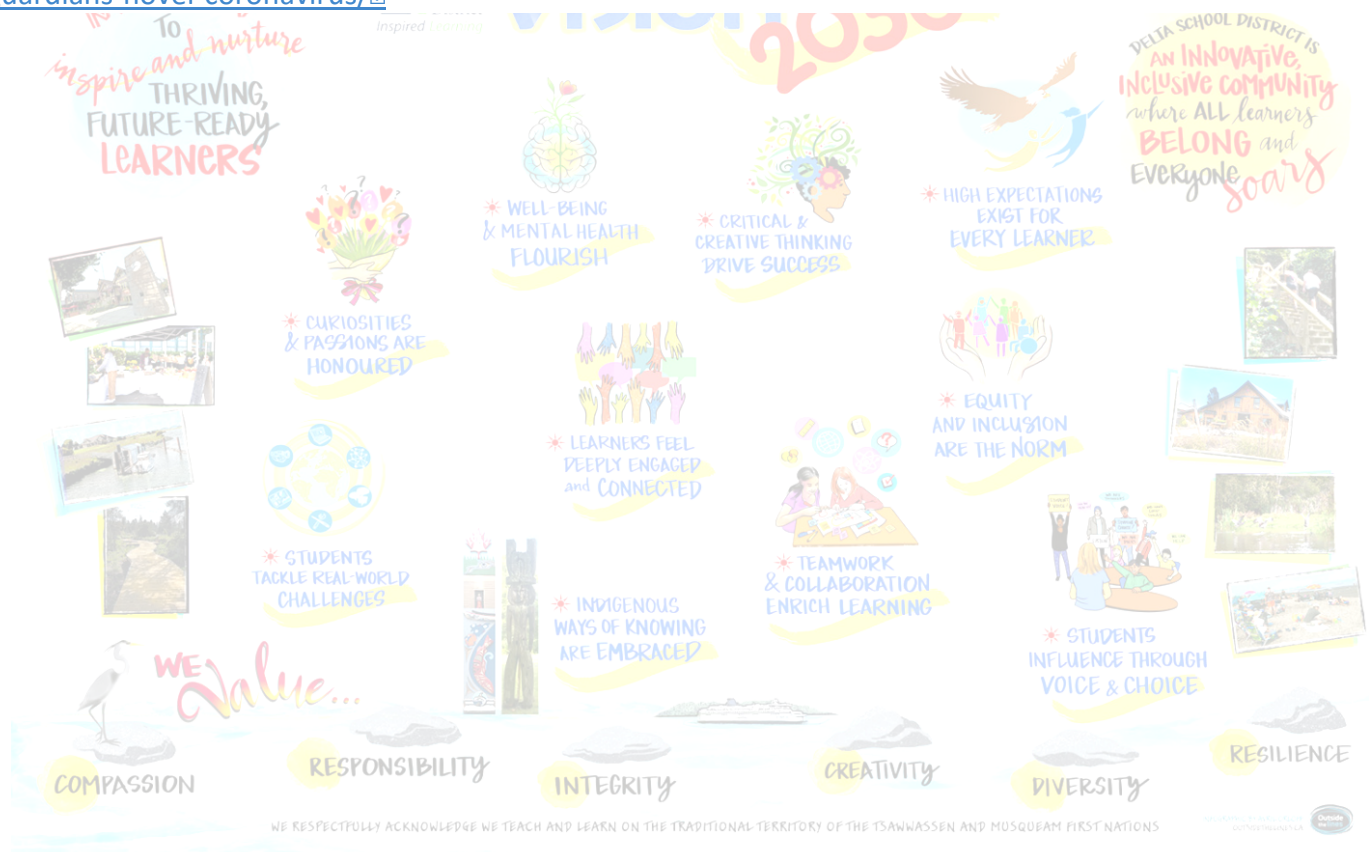 guardians-novel-coronavirus/
Inspired Learning
Vision
2030
To
inspire and nurture
THRIVING,
FUTURE-READY
LEARNERS
DELTA SCHOOL DISTRICT IS
AN INNOVATIVE,
INCLUSIVE COMMUNITY
where ALL learners
BELONG and
EVERYONE
soars
WELL-BEING
& MENTAL HEALTH
FLOURISH
CRITICAL &
CREATIVE THINKING
DRIVE SUCCESS
HIGH EXPECTATIONS
EXIST FOR
EVERY LEARNER
CURIOSITIES
& PASSIONS ARE
HONOURED
LEARNERS FEEL
DEEPLY ENGAGED
and CONNECTED
EQUITY
AND INCLUSION
ARE THE NORM
STUDENTS
TACKLE REAL-WORLD
CHALLENGES
INDIGENOUS
WAYS OF KNOWING
ARE EMBRACED
TEAMWORK
& COLLABORATION
ENRICH LEARNING
STUDENTS
INFLUENCE THROUGH
VOICE & CHOICE
WE
Value...
COMPASSION
RESPONSIBILITY
INTEGRITY
CREATIVITY
DIVERSITY
RESILIENCE
WE RESPECTFULLY ACKNOWLEDGE WE TEACH AND LEARN ON THE TRADITIONAL TERRITORY OF THE TSAWWASSEN AND MUSQUEAM FIRST NATIONS
Outside